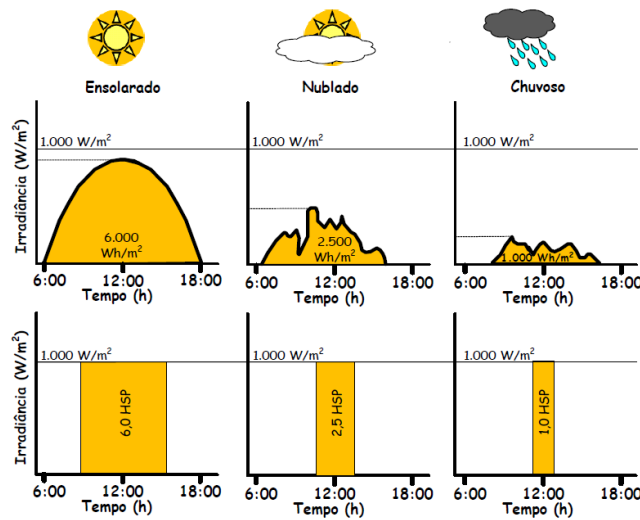 Ensolarado
Nublado
Chuvoso
Irradiância (W/m²)
1.000 W/m²
6.000
Wh/m²
6:00
12:00
18:00
Tempo (h)
1.000 W/m²
2.500
Wh/m²
6:00
12:00
18:00
Tempo (h)
1.000 W/m²
1.000 Wh/m²
6:00
12:00
18:00
Tempo (h)
Irradiância (W/m²)
1.000 W/m²
6,0 HSP
6:00
12:00
18:00
Tempo (h)
1.000 W/m²
2,5 HSP
6:00
12:00
18:00
Tempo (h)
1.000 W/m²
1,0 HSP
6:00
12:00
18:00
Tempo (h)